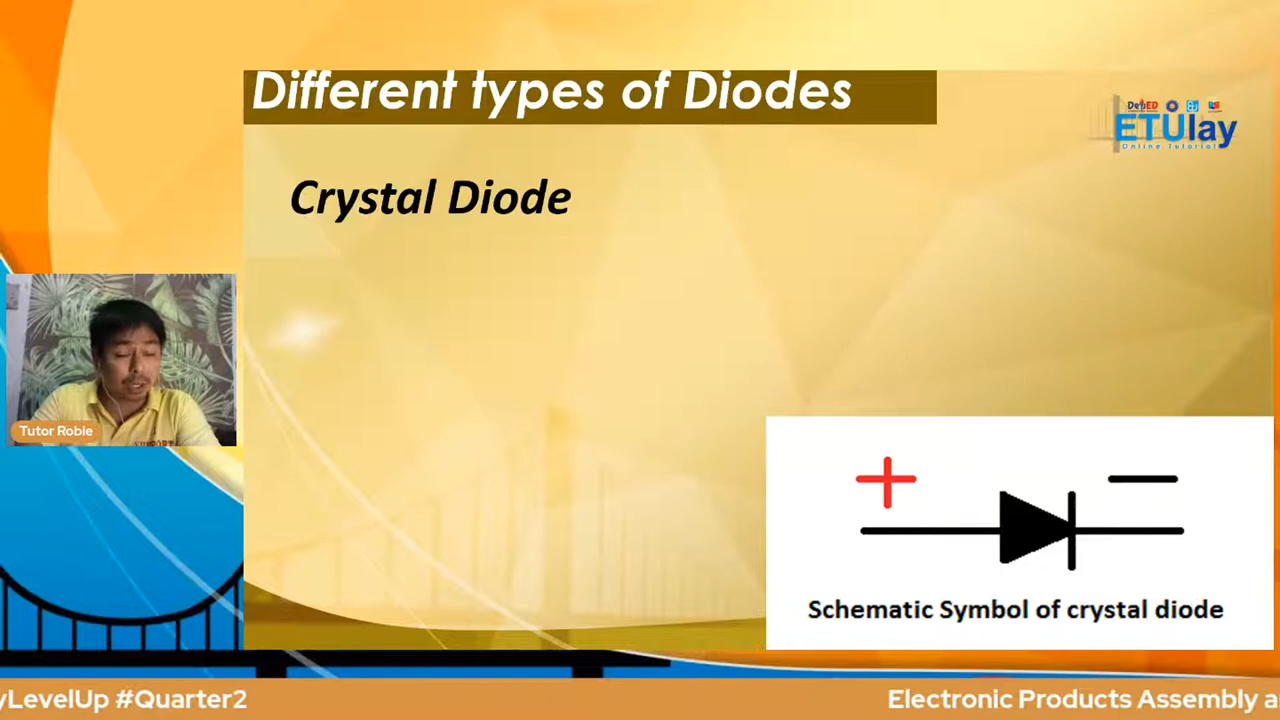 Different types of Diodes
DepED
ETUlay
Online Tutorial
Crystal Diode
Tutor Robie
+ –
Schematic Symbol of crystal diode
yLevelUp #Quarter2
Electronic Products Assembly a